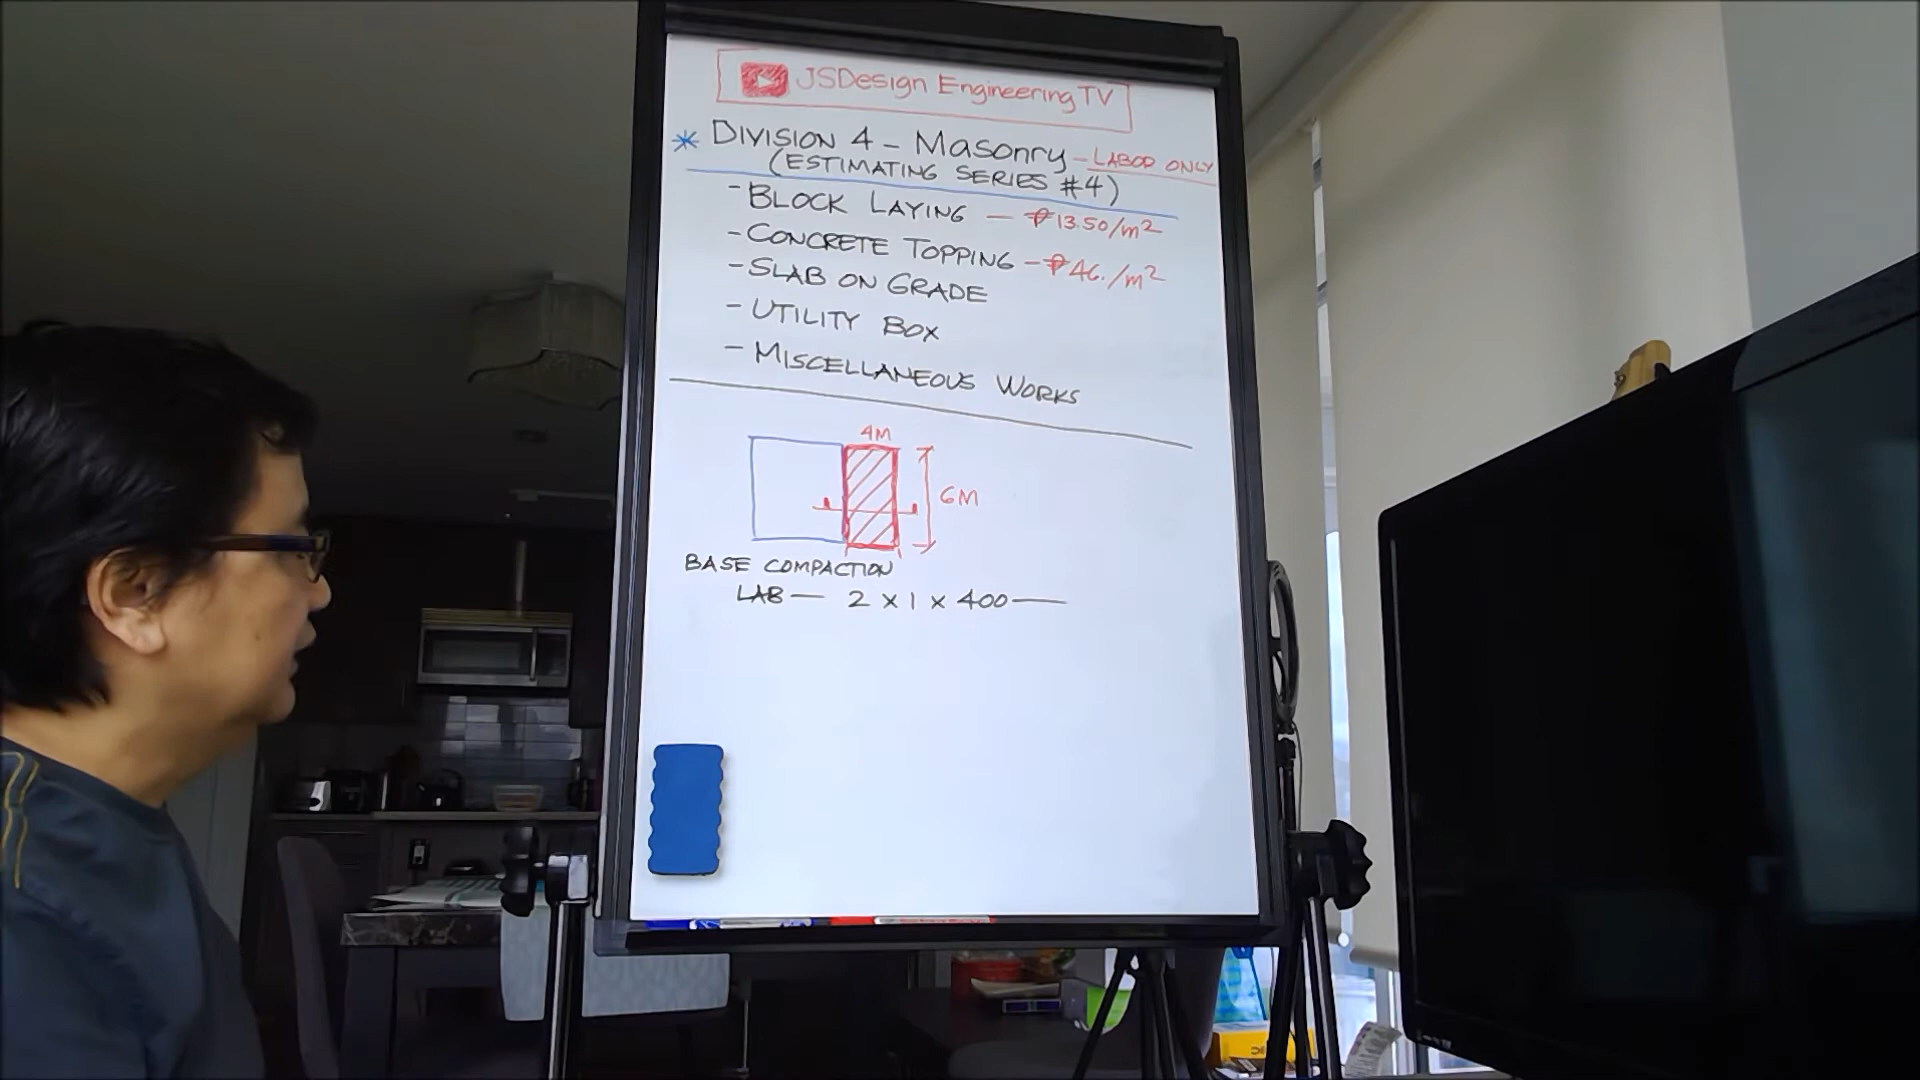 JSDesign Engineering TV
* DIVISION 4 - Masonry - LABOR ONLY
(ESTIMATING SERIES #4)
- BLOCK LAYING — ₱13.50/m²
- CONCRETE TOPPING - ₱46./m²
- SLAB ON GRADE
- UTILITY BOX
- MISCELLANEOUS WORKS
4M
6M
BASE COMPACTION
LAB — 2 x 1 x 400 —